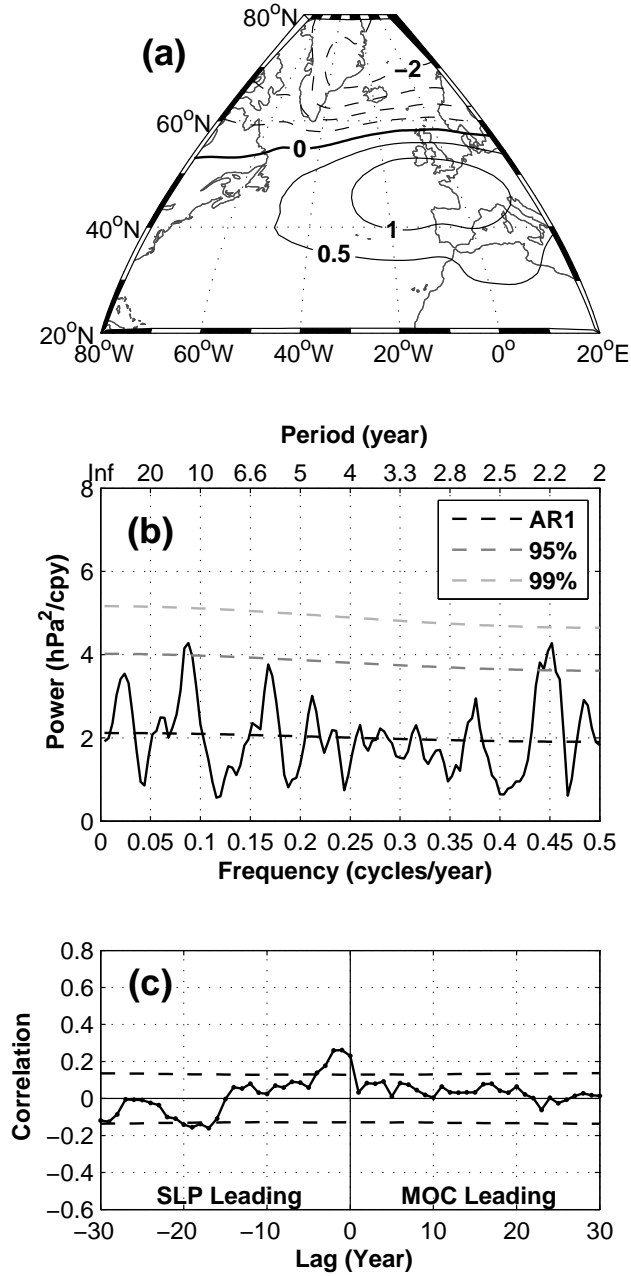 80°N
(a)
−2
60°N
0
40°N
1
0.5
20°N
80°W 60°W 40°W 20°W 0° 20°E
Period (year)
Inf 20 10 6.6 5 4 3.3 2.8 2.5 2.2 2
8
(b)
AR1
95%
99%
6
4
2
0
Power (hPa²/cpy)
0 0.05 0.1 0.15 0.2 0.25 0.3 0.35 0.4 0.45 0.5
Frequency (cycles/year)
0.8
(c)
0.6
0.4
0.2
0
−0.2
−0.4
−0.6
Correlation
SLP Leading MOC Leading
−30 −20 −10 0 10 20 30
Lag (Year)